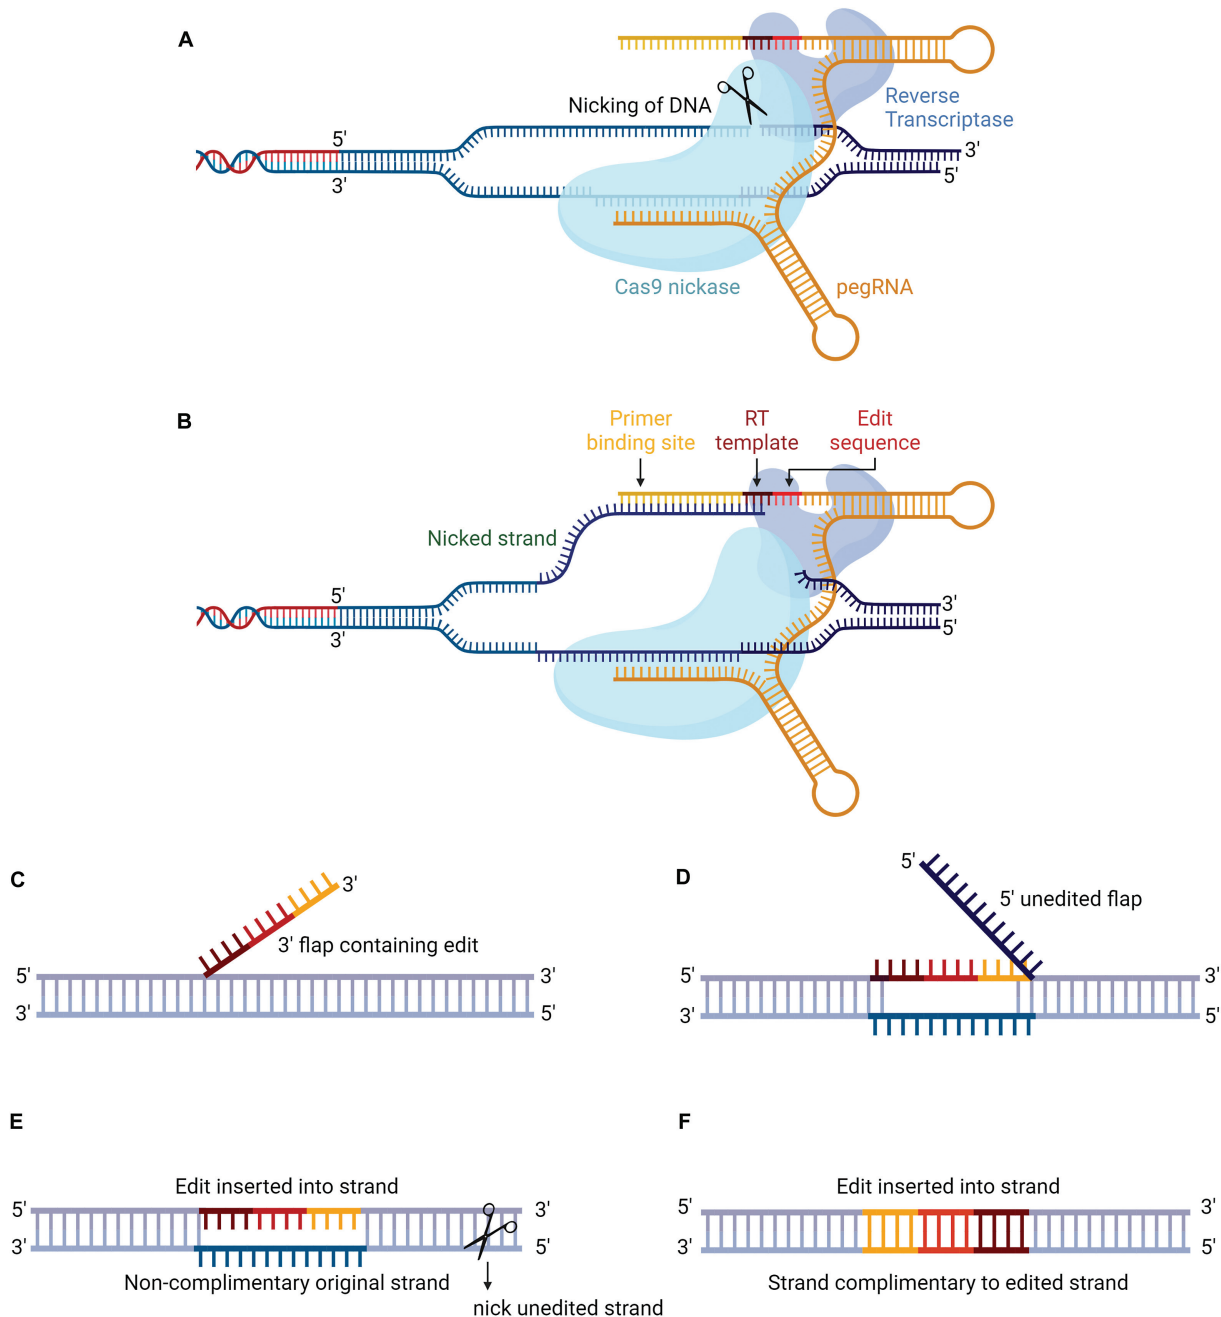 A
Nicking of DNA
Reverse
Transcriptase
5'
3'
3'
5'
Cas9 nickase
pegRNA
B
Primer
binding site
RT
template
Edit
sequence
Nicked strand
5'
3'
3'
5'
C
3'
3' flap containing edit
5'
3'
3'
5'
D
5'
5' unedited flap
5'
3'
3'
5'
E
Edit inserted into strand
5'
3'
3'
5'
Non-complimentary original strand
nick unedited strand
F
Edit inserted into strand
5'
3'
3'
5'
Strand complimentary to edited strand